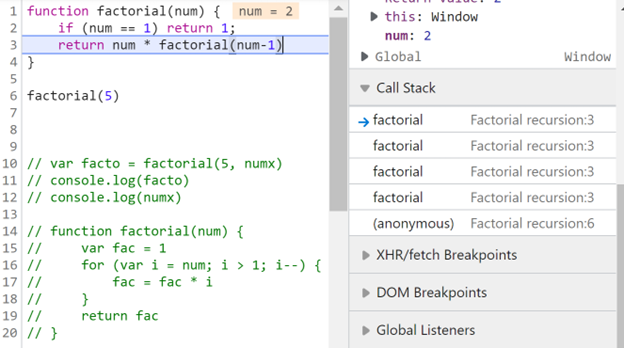 1 function factorial(num) { num = 2
2 if (num == 1) return 1;
3 return num * factorial(num-1)
4 }
5
6 factorial(5)
7
8
9
10 // var facto = factorial(5, numx)
11 // console.log(facto)
12 // console.log(numx)
13
14 // function factorial(num) {
15 // var fac = 1
16 // for (var i = num; i > 1; i--) {
17 // fac = fac * i
18 // }
19 // return fac
20 // }
Return value: 2
this: Window
num: 2
Global Window
Call Stack
factorial Factorial recursion:3
factorial Factorial recursion:3
factorial Factorial recursion:3
factorial Factorial recursion:3
(anonymous) Factorial recursion:6
XHR/fetch Breakpoints
DOM Breakpoints
Global Listeners